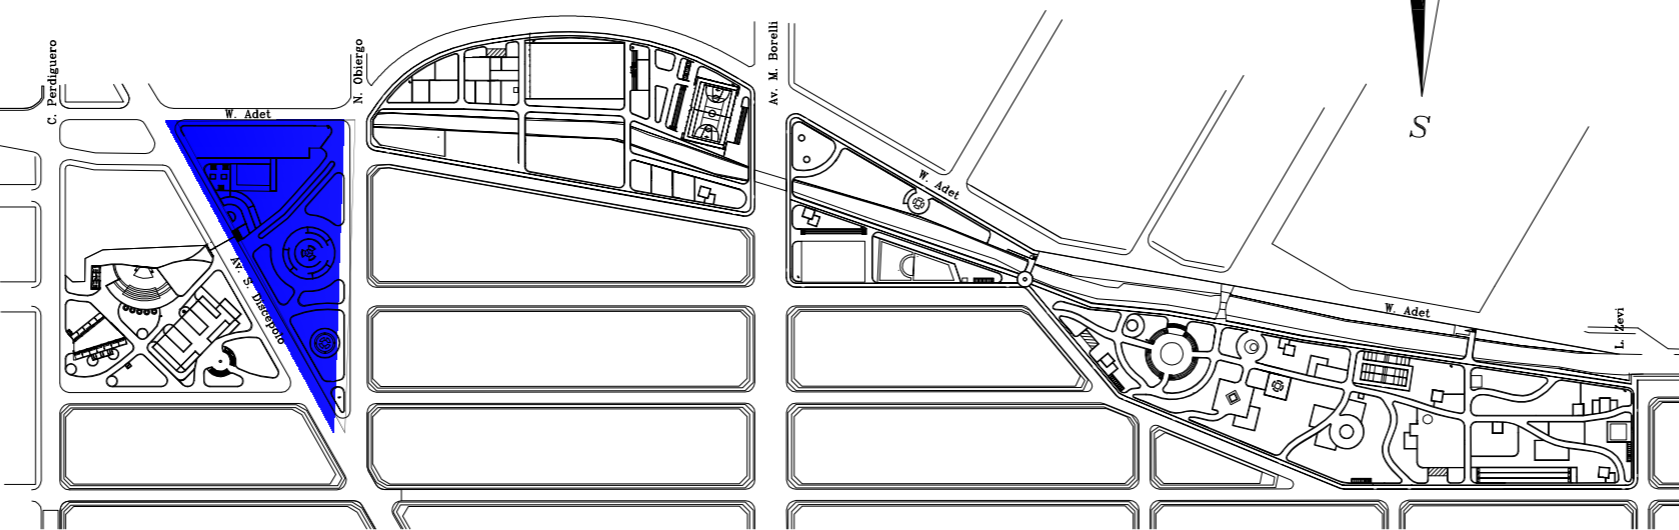 C. Perdiguero
W. Adet
N. Obiergo
Av. S. Discepolo
Av. M. Borelli
W. Adet
S
W. Adet
L. Zevi